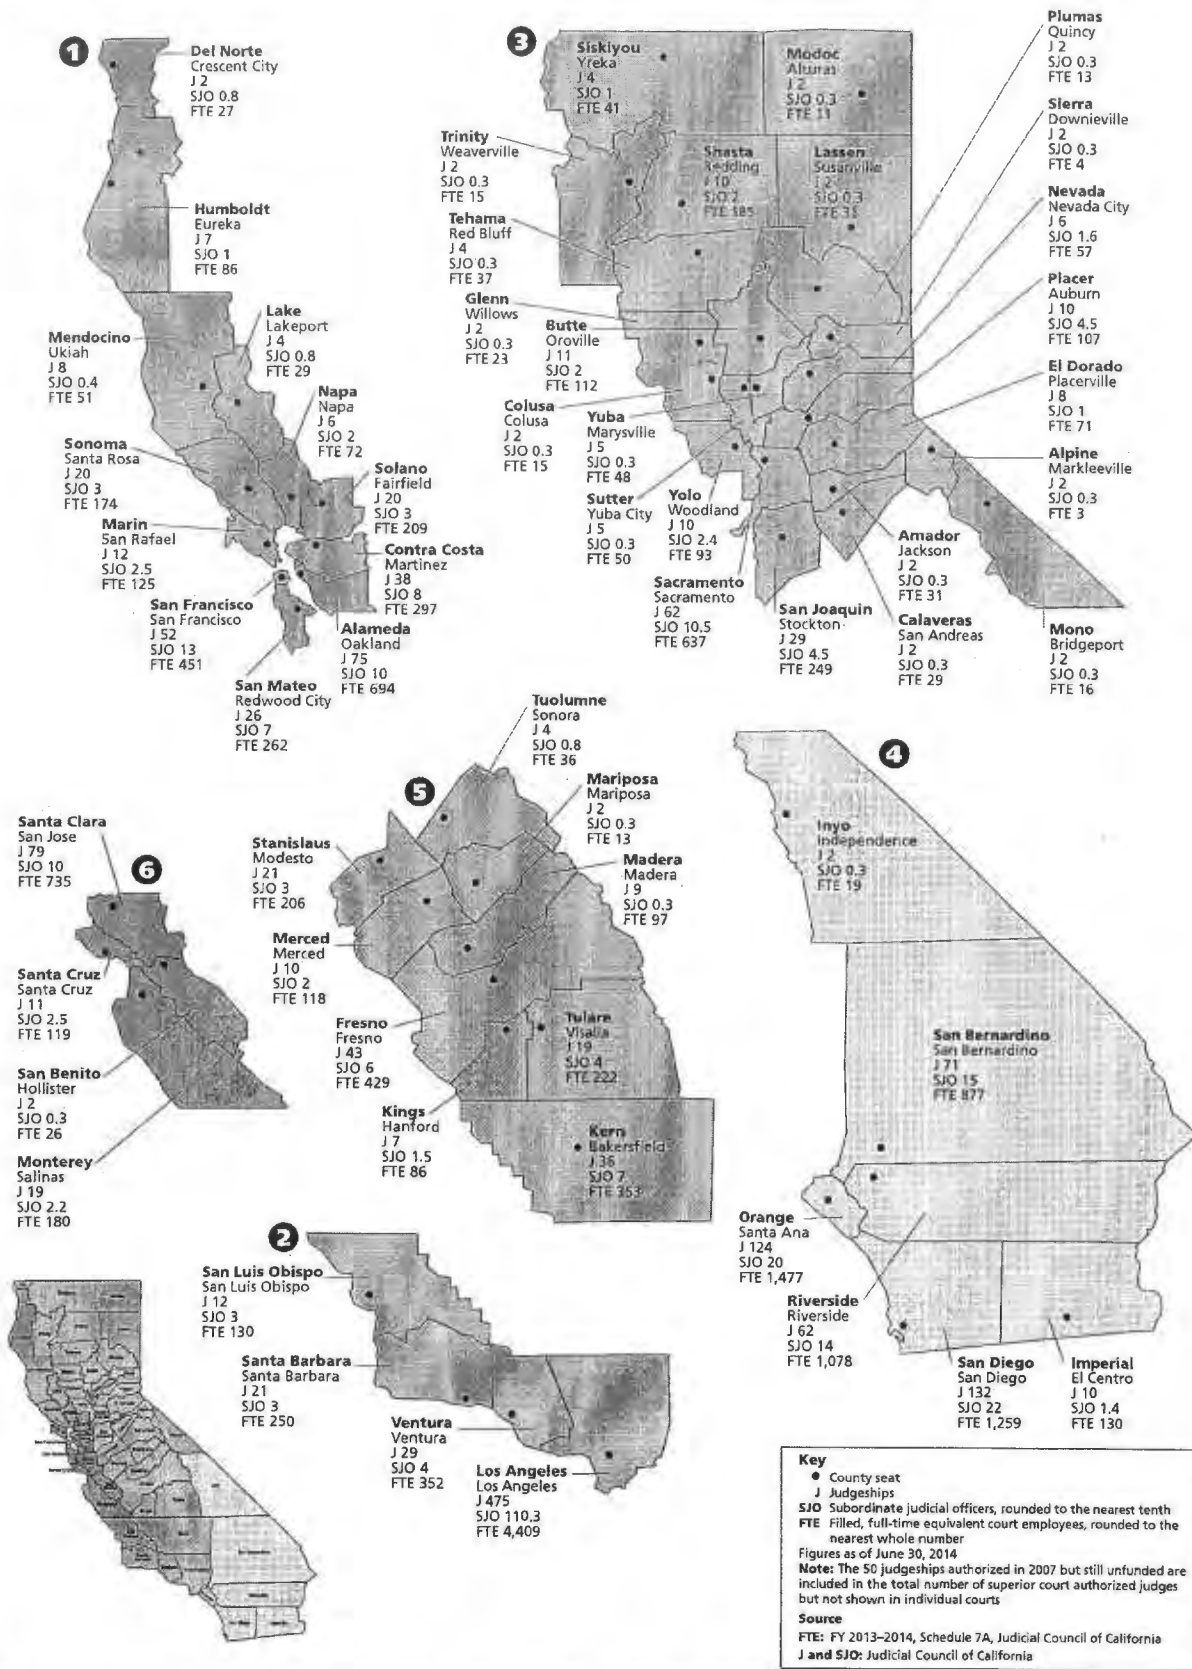 1
Del Norte
Crescent City
J 2
SJO 0.8
FTE 27
Humboldt
Eureka
J 7
SJO 1
FTE 86
Mendocino
Ukiah
J 8
SJO 0.4
FTE 51
Lake
Lakeport
J 4
SJO 0.8
FTE 29
Napa
Napa
J 6
SJO 2
FTE 72
Sonoma
Santa Rosa
J 20
SJO 3
FTE 174
Solano
Fairfield
J 20
SJO 3
FTE 209
Marin
San Rafael
J 12
SJO 2.5
FTE 125
Contra Costa
Martinez
J 38
SJO 8
FTE 297
San Francisco
San Francisco
J 52
SJO 13
FTE 451
Alameda
Oakland
J 75
SJO 10
FTE 694
San Mateo
Redwood City
J 26
SJO 7
FTE 262
3
Siskiyou
Yreka
J 4
SJO 1
FTE 41
Modoc
Alturas
J 2
SJO 0.3
FTE 11
Plumas
Quincy
J 2
SJO 0.3
FTE 13
Sierra
Downieville
J 2
SJO 0.3
FTE 4
Trinity
Weaverville
J 2
SJO 0.3
FTE 15
Shasta
Redding
J 10
SJO 2
FTE 185
Lassen
Susanville
J 2
SJO 0.3
Nevada
Nevada City
J 6
SJO 1.6
FTE 57
Tehama
Red Bluff
J 4
SJO 0.3
FTE 37
Placer
Auburn
J 10
SJO 4.5
FTE 107
Glenn
Willows
J 2
SJO 0.3
FTE 23
Butte
Oroville
J 11
SJO 2
FTE 112
El Dorado
Placerville
J 8
SJO 1
FTE 71
Colusa
Colusa
J 2
SJO 0.3
FTE 15
Yuba
Marysville
J 5
SJO 0.3
FTE 48
Alpine
Markleeville
J 2
SJO 0.3
FTE 3
Sutter
Yuba City
J 5
SJO 0.3
FTE 50
Yolo
Woodland
J 10
SJO 2.4
FTE 93
Amador
Jackson
J 2
SJO 0.3
FTE 31
Sacramento
Sacramento
J 62
SJO 10.5
FTE 637
San Joaquin
Stockton
J 29
SJO 4.5
FTE 249
Calaveras
San Andreas
J 2
SJO 0.3
FTE 29
Mono
Bridgeport
J 2
SJO 0.3
FTE 16
6
Santa Clara
San Jose
J 79
SJO 10
FTE 735
Santa Cruz
Santa Cruz
J 11
SJO 2.5
FTE 119
San Benito
Hollister
J 2
SJO 0.3
FTE 26
Monterey
Salinas
J 19
SJO 2.2
FTE 180
5
Tuolumne
Sonora
J 4
SJO 0.8
FTE 36
Mariposa
Mariposa
J 2
SJO 0.3
FTE 13
Stanislaus
Modesto
J 21
SJO 3
FTE 206
Madera
Madera
J 9
SJO 0.3
FTE 97
Merced
Merced
J 10
SJO 2
FTE 118
Fresno
Fresno
J 43
SJO 6
FTE 429
Tulare
Visalia
J 19
SJO 4
FTE 222
Kings
Hanford
J 7
SJO 1.5
FTE 86
Kern
Bakersfield
J 36
SJO 7
FTE 353
4
Inyo
Independence
J 2
SJO 0.3
FTE 19
San Bernardino
San Bernardino
J 71
SJO 15
FTE 877
Orange
Santa Ana
J 124
SJO 20
FTE 1,477
Riverside
Riverside
J 62
SJO 14
FTE 1,078
San Diego
San Diego
J 132
SJO 22
FTE 1,259
Imperial
El Centro
J 10
SJO 1.4
FTE 130
2
San Luis Obispo
San Luis Obispo
J 12
SJO 3
FTE 130
Santa Barbara
Santa Barbara
J 21
SJO 3
FTE 250
Ventura
Ventura
J 29
SJO 4
FTE 352
Los Angeles
Los Angeles
J 475
SJO 110.3
FTE 4,409
Key
County seat
J Judgeships
SJO Subordinate judicial officers, rounded to the nearest tenth
FTE Filled, full-time equivalent court employees, rounded to the
nearest whole number
Figures as of June 30, 2014
Note: The 50 judgeships authorized in 2007 but still unfunded are
included in the total number of superior court authorized judges
but not shown in individual courts
Source
FTE: FY 2013–2014, Schedule 7A, Judicial Council of California
J and SJO: Judicial Council of California